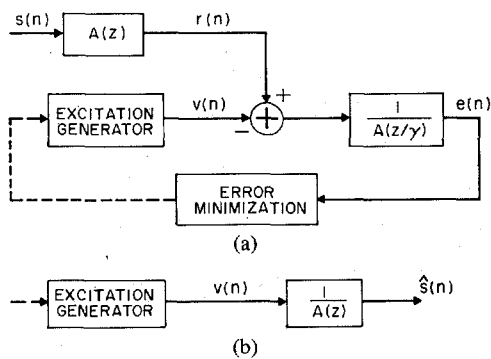 s(n)
A(z)
r(n)
+
EXCITATION
GENERATOR
v(n)
−
+
1
A(z/γ)
e(n)
ERROR
MINIMIZATION
(a)
EXCITATION
GENERATOR
v(n)
1
A(z)
ŝ(n)
(b)